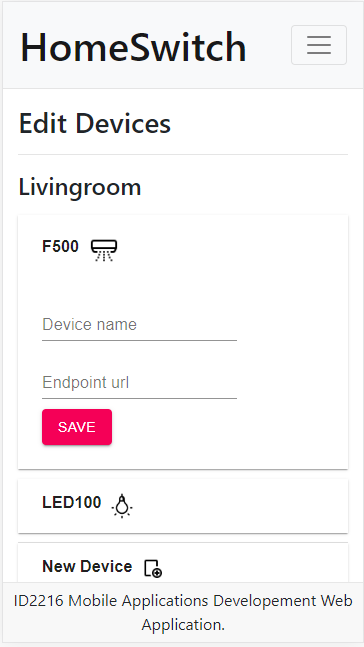 HomeSwitch
Edit Devices
Livingroom
F500
Device name
Endpoint url
SAVE
LED100
New Device
ID2216 Mobile Applications Developement Web
Application.